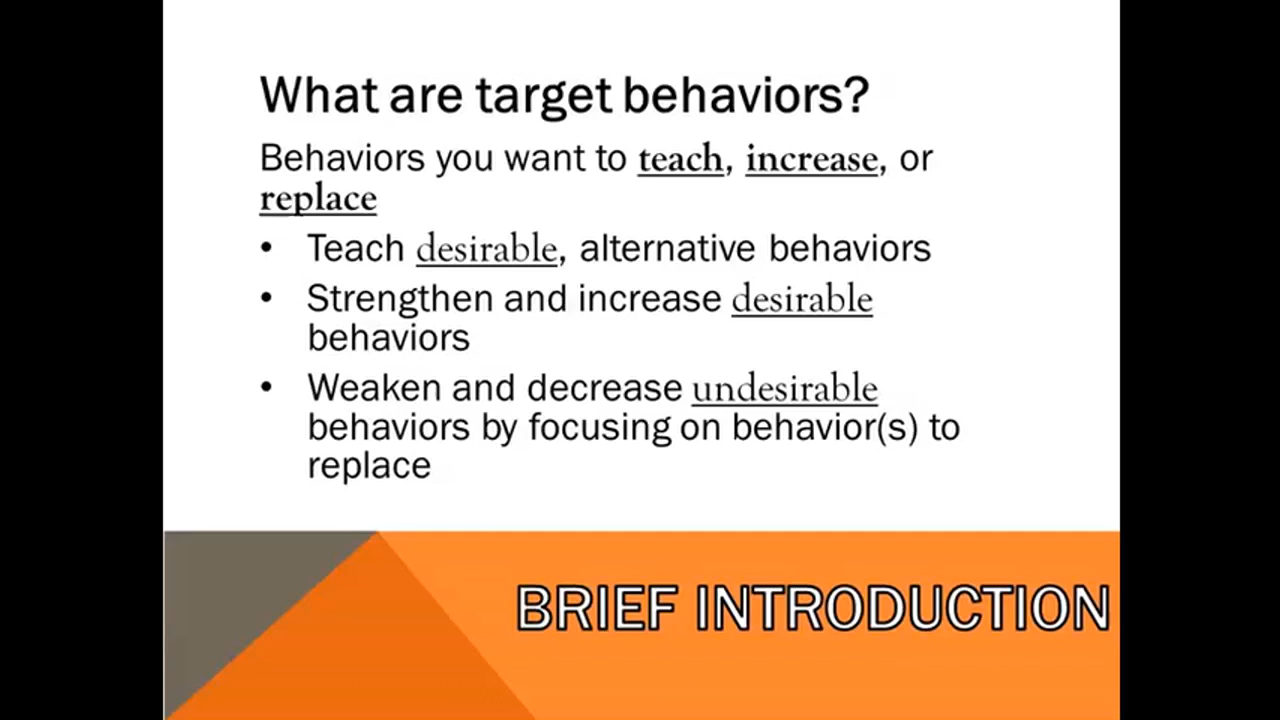 What are target behaviors?
Behaviors you want to teach, increase, or
replace
• Teach desirable, alternative behaviors
• Strengthen and increase desirable
behaviors
• Weaken and decrease undesirable
behaviors by focusing on behavior(s) to
replace
BRIEF INTRODUCTION